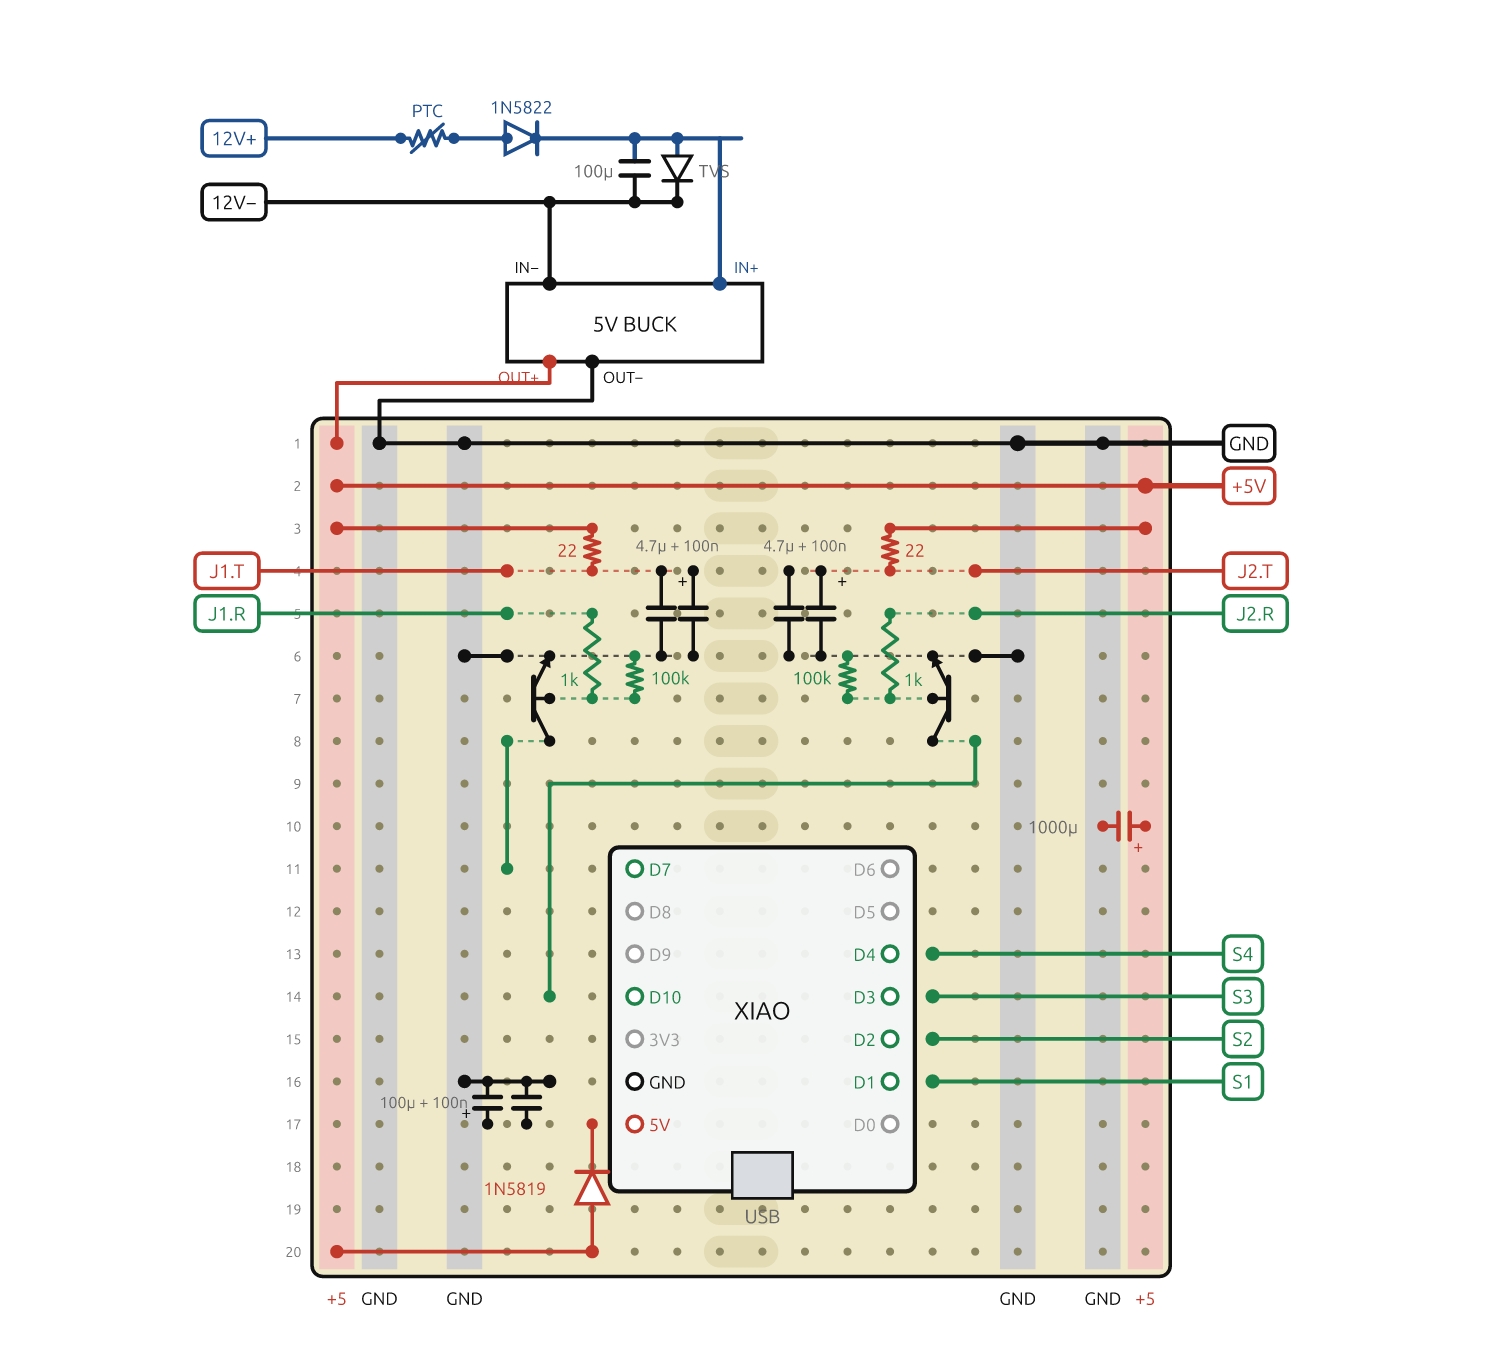 PTC 1N5822
12V+
100µ TVS
12V−
IN− IN+
5V BUCK
OUT+ OUT−
1 GND
2 +5V
3
4.7µ + 100n 4.7µ + 100n
22 22
J1.T 4 J2.T
+ +
J1.R 5 J2.R
6
1k 100k 100k 1k
7
8
9
10 1000µ
+
11 D7 D6
12 D8 D5
13 D9 D4 S4
14 D10 D3 S3
XIAO
15 3V3 D2 S2
16 GND D1 S1
100µ + 100n
+
17 5V D0
18
1N5819
19
USB
20
+5 GND GND GND GND +5